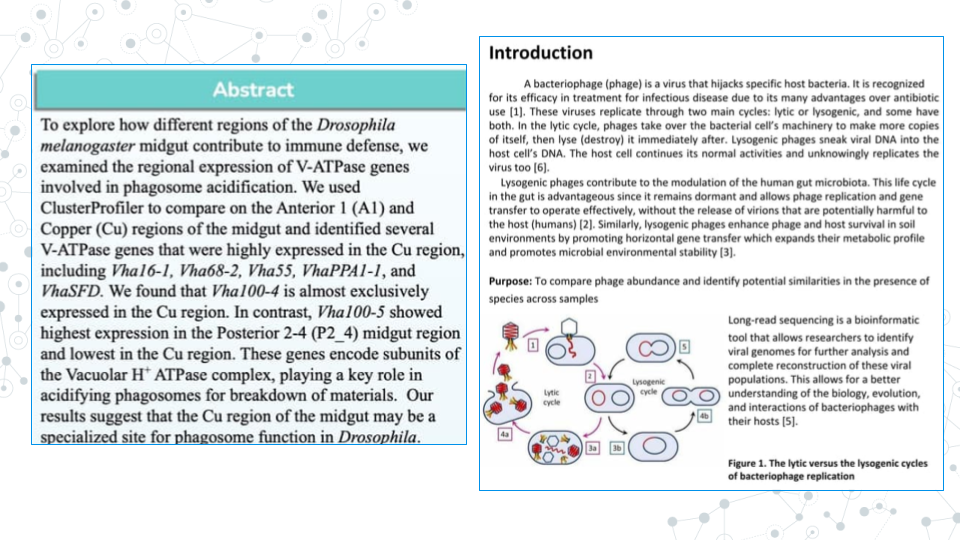 Abstract
To explore how different regions of the Drosophila
melanogaster midgut contribute to immune defense, we
examined the regional expression of V-ATPase genes
involved in phagosome acidification. We used
ClusterProfiler to compare on the Anterior 1 (A1) and
Copper (Cu) regions of the midgut and identified several
V-ATPase genes that were highly expressed in the Cu region,
including Vha16-1, Vha68-2, Vha55, VhaPPA1-1, and
VhaSFD. We found that Vha100-4 is almost exclusively
expressed in the Cu region. In contrast, Vha100-5 showed
highest expression in the Posterior 2-4 (P2_4) midgut region
and lowest in the Cu region. These genes encode subunits of
the Vacuolar H⁺ ATPase complex, playing a key role in
acidifying phagosomes for breakdown of materials. Our
results suggest that the Cu region of the midgut may be a
specialized site for phagosome function in Drosophila.
Introduction
A bacteriophage (phage) is a virus that hijacks specific host bacteria. It is recognized
for its efficacy in treatment for infectious disease due to its many advantages over antibiotic
use [1]. These viruses replicate through two main cycles: lytic or lysogenic, and some have
both. In the lytic cycle, phages take over the bacterial cell's machinery to make more copies
of itself, then lyse (destroy) it immediately after. Lysogenic phages sneak viral DNA into the
host cell's DNA. The host cell continues its normal activities and unknowingly replicates the
virus too [6].
Lysogenic phages contribute to the modulation of the human gut microbiota. This life cycle
in the gut is advantageous since it remains dormant and allows phage replication and gene
transfer to operate effectively, without the release of virions that are potentially harmful to
the host (humans) [2]. Similarly, lysogenic phages enhance phage and host survival in soil
environments by promoting horizontal gene transfer which expands their metabolic profile
and promotes microbial environmental stability [3].
Purpose: To compare phage abundance and identify potential similarities in the presence of
species across samples
1
2
5
Lytic
cycle
Lysogenic
cycle
4a
3a
3b
4b
Long-read sequencing is a bioinformatic
tool that allows researchers to identify
viral genomes for further analysis and
complete reconstruction of these viral
populations. This allows for a better
understanding of the biology, evolution,
and interactions of bacteriophages with
their hosts [5].
Figure 1. The lytic versus the lysogenic cycles
of bacteriophage replication